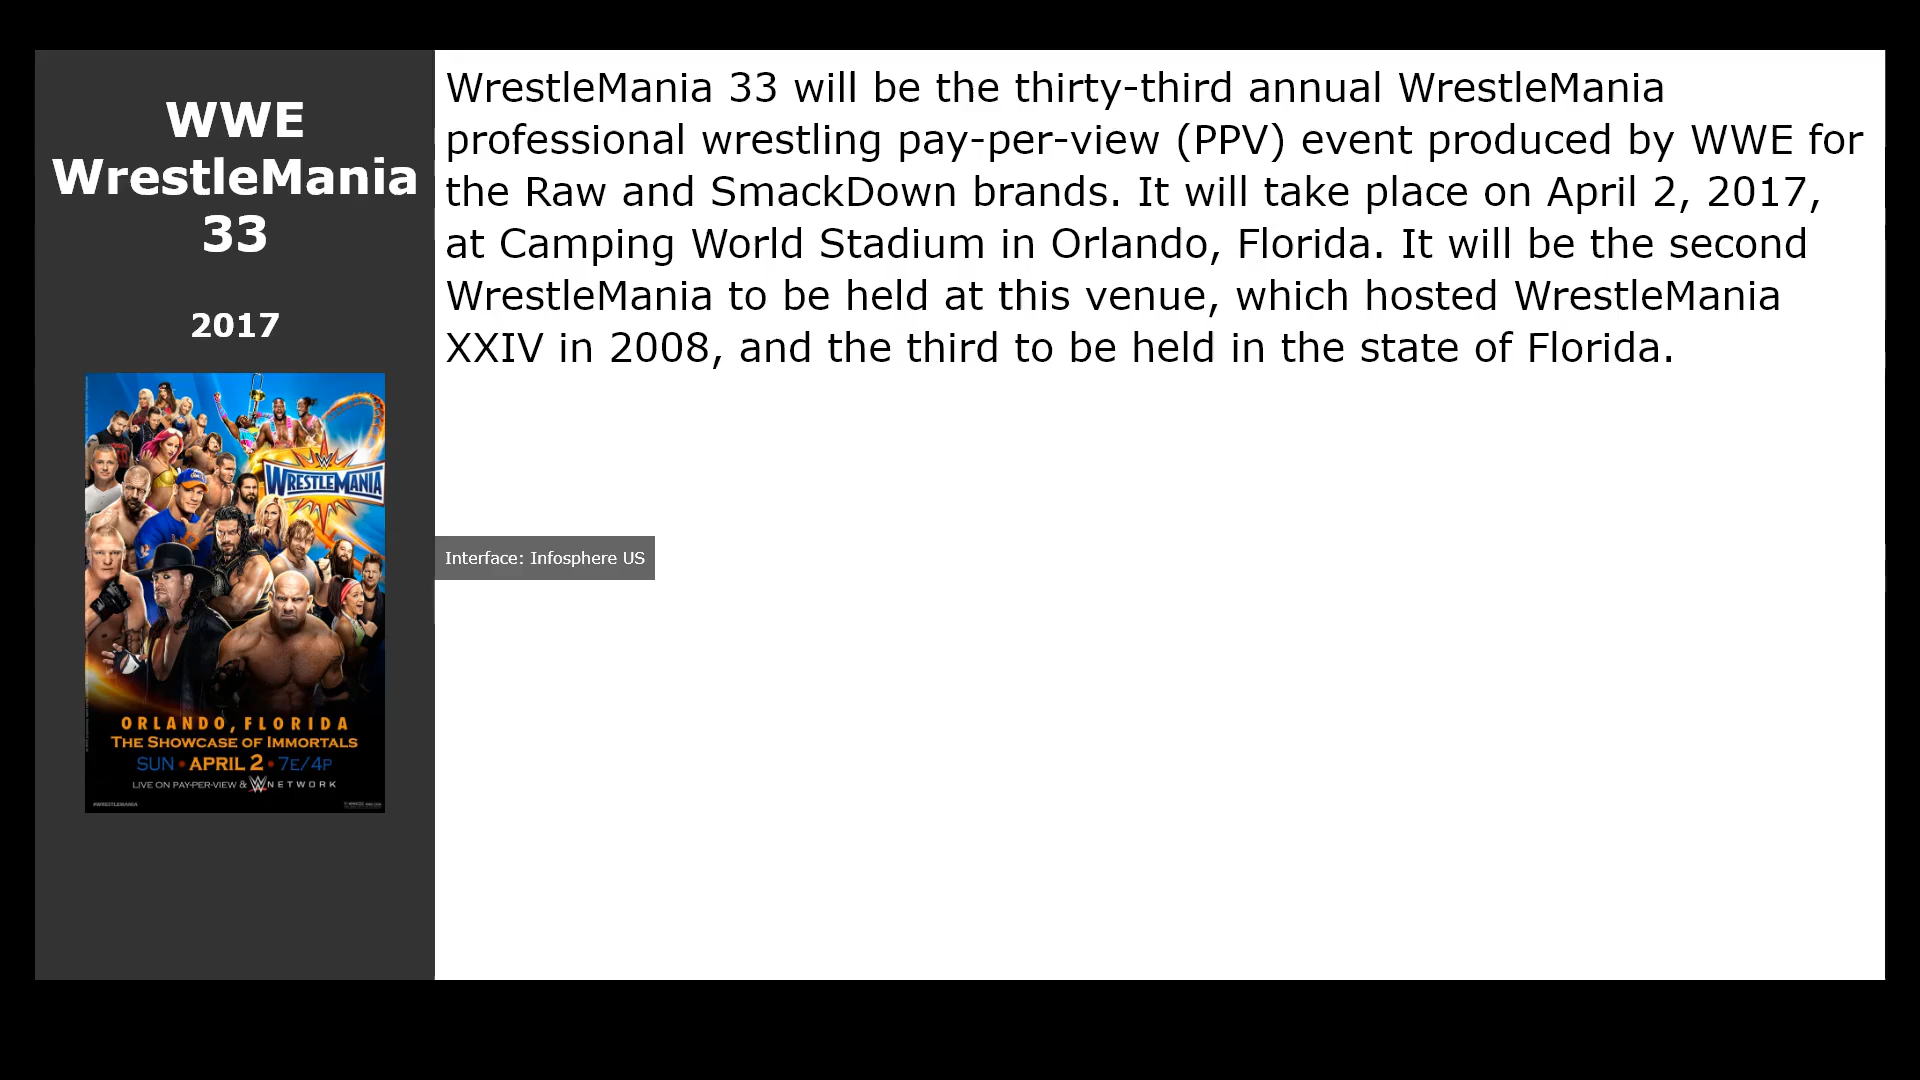 WWE
WrestleMania
33
2017
WRESTLEMANIA
ORLANDO, FLORIDA
THE SHOWCASE OF IMMORTALS
SUN • APRIL 2 • 7E/4P
LIVE ON PAY-PER-VIEW & NETWORK
#WRESTLEMANIA
WrestleMania 33 will be the thirty-third annual WrestleMania
professional wrestling pay-per-view (PPV) event produced by WWE for
the Raw and SmackDown brands. It will take place on April 2, 2017,
at Camping World Stadium in Orlando, Florida. It will be the second
WrestleMania to be held at this venue, which hosted WrestleMania
XXIV in 2008, and the third to be held in the state of Florida.
Interface: Infosphere US